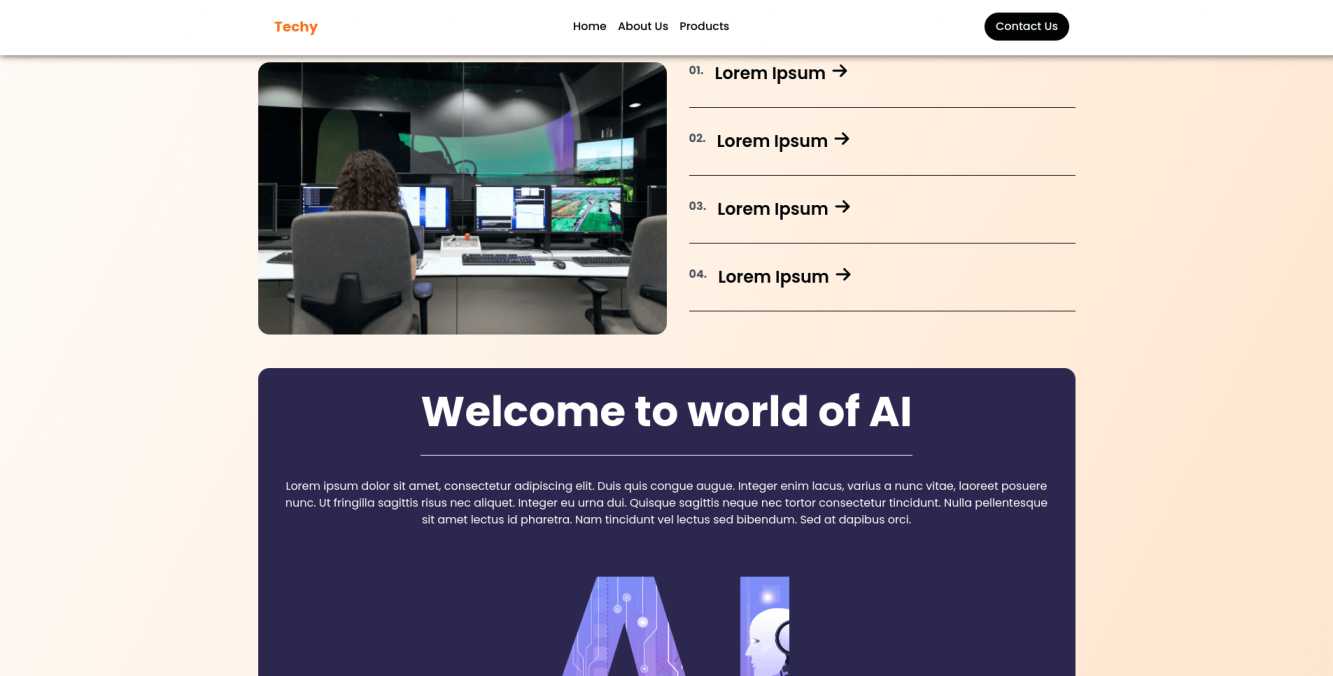 Techy
Home About Us Products
Contact Us
01. Lorem Ipsum →
02. Lorem Ipsum →
03. Lorem Ipsum →
04. Lorem Ipsum →
Welcome to world of AI
Lorem ipsum dolor sit amet, consectetur adipiscing elit. Duis quis congue augue. Integer enim lacus, varius a nunc vitae, laoreet posuere
nunc. Ut fringilla sagittis risus nec aliquet. Integer eu urna dui. Quisque sagittis neque nec tortor consectetur tincidunt. Nulla pellentesque
sit amet lectus id pharetra. Nam tincidunt vel lectus sed bibendum. Sed at dapibus orci.
AI